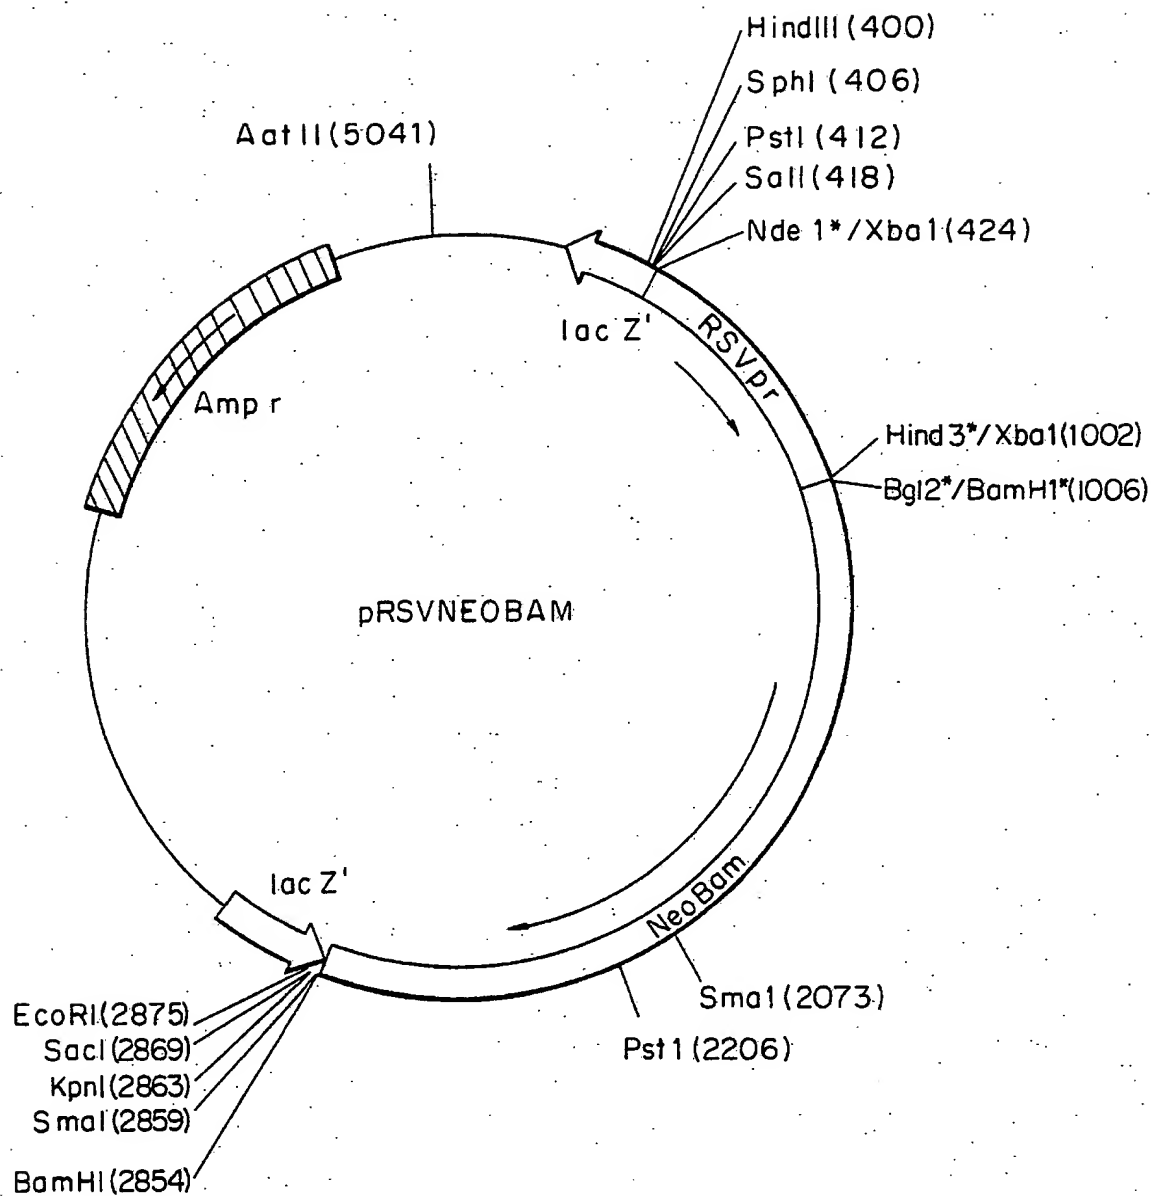 HindIII (400)
SphI (406)
AatII (5041)
PstI (412)
SalI (418)
Nde 1*/Xba1 (424)
lac Z'
RSVpr
Amp r
Hind3*/Xba1(1002)
Bgl2*/BamH1*(1006)
pRSVNEOBAM
lac Z'
NeoBam
Sma1 (2073)
EcoRI (2875)
SacI (2869)
Pst1 (2206)
KpnI (2863)
SmaI (2859)
BamHI (2854)